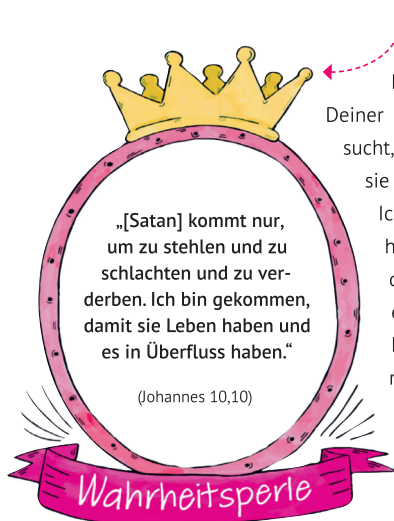 „[Satan] kommt nur,
um zu stehlen und zu
schlachten und zu ver-
derben. Ich bin gekommen,
damit sie Leben haben und
es in Überfluss haben.“
(Johannes 10,10)
Wahrheitsperle
Deiner
sucht,
sie